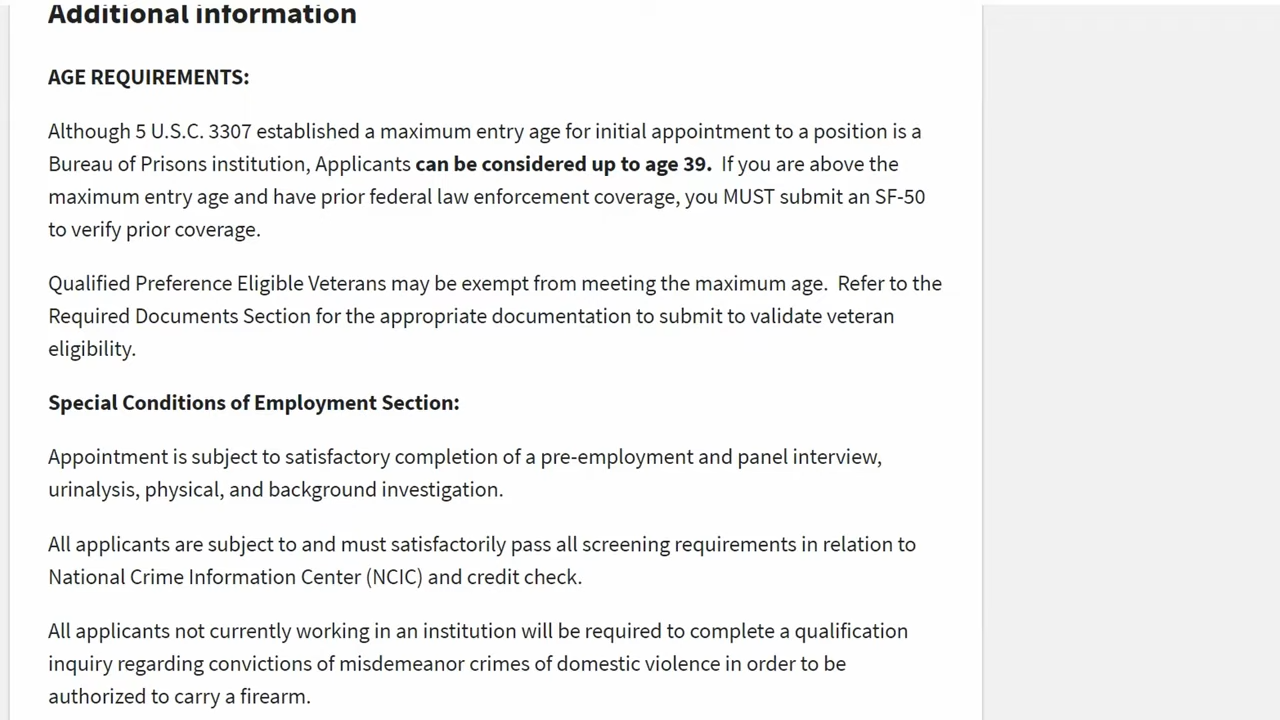 Additional information
AGE REQUIREMENTS:
Although 5 U.S.C. 3307 established a maximum entry age for initial appointment to a position is a
Bureau of Prisons institution, Applicants can be considered up to age 39. If you are above the
maximum entry age and have prior federal law enforcement coverage, you MUST submit an SF-50
to verify prior coverage.
Qualified Preference Eligible Veterans may be exempt from meeting the maximum age. Refer to the
Required Documents Section for the appropriate documentation to submit to validate veteran
eligibility.
Special Conditions of Employment Section:
Appointment is subject to satisfactory completion of a pre-employment and panel interview,
urinalysis, physical, and background investigation.
All applicants are subject to and must satisfactorily pass all screening requirements in relation to
National Crime Information Center (NCIC) and credit check.
All applicants not currently working in an institution will be required to complete a qualification
inquiry regarding convictions of misdemeanor crimes of domestic violence in order to be
authorized to carry a firearm.